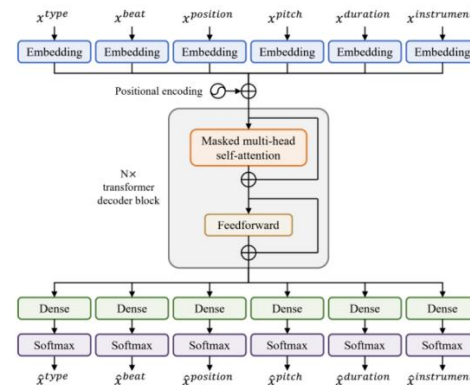 x^type x^beat x^position x^pitch x^duration x^instrument
Embedding Embedding Embedding Embedding Embedding Embedding
Positional encoding
Masked multi-head
self-attention
N×
transformer
decoder block
Feedforward
Dense Dense Dense Dense Dense Dense
Softmax Softmax Softmax Softmax Softmax Softmax
x̂^type x̂^beat x̂^position x̂^pitch x̂^duration x̂^instrument